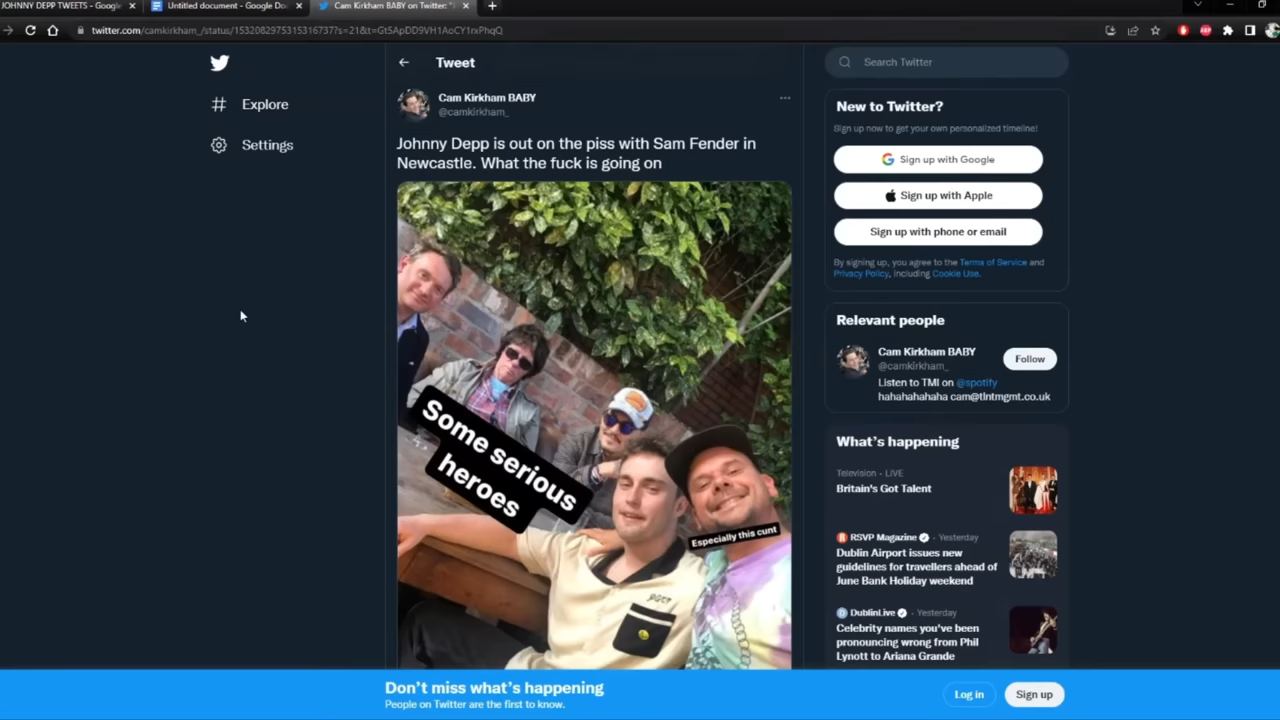 JOHNNY DEPP TWEETS - Google
Untitled document - Google Do
Cam Kirkham BABY on Twitter: "
twitter.com/camkirkham_/status/1532082975315316737?s=21&t=Gt5ApDD9VH1AoCY1rxPhqQ
Explore
Settings
Tweet
Cam Kirkham BABY
@camkirkham_
Johnny Depp is out on the piss with Sam Fender in
Newcastle. What the fuck is going on
Some serious
heroes
Especially this cunt
Search Twitter
New to Twitter?
Sign up now to get your own personalized timeline!
Sign up with Google
Sign up with Apple
Sign up with phone or email
By signing up, you agree to the Terms of Service and
Privacy Policy, including Cookie Use.
Relevant people
Cam Kirkham BABY
@camkirkham_
Follow
Listen to TMI on @spotify
hahahahahaha cam@tlntmgmt.co.uk
What's happening
Television · LIVE
Britain's Got Talent
RSVP Magazine · Yesterday
Dublin Airport issues new
guidelines for travellers ahead of
June Bank Holiday weekend
DublinLive · Yesterday
Celebrity names you've been
pronouncing wrong from Phil
Lynott to Ariana Grande
Don't miss what's happening
People on Twitter are the first to know.
Log in
Sign up